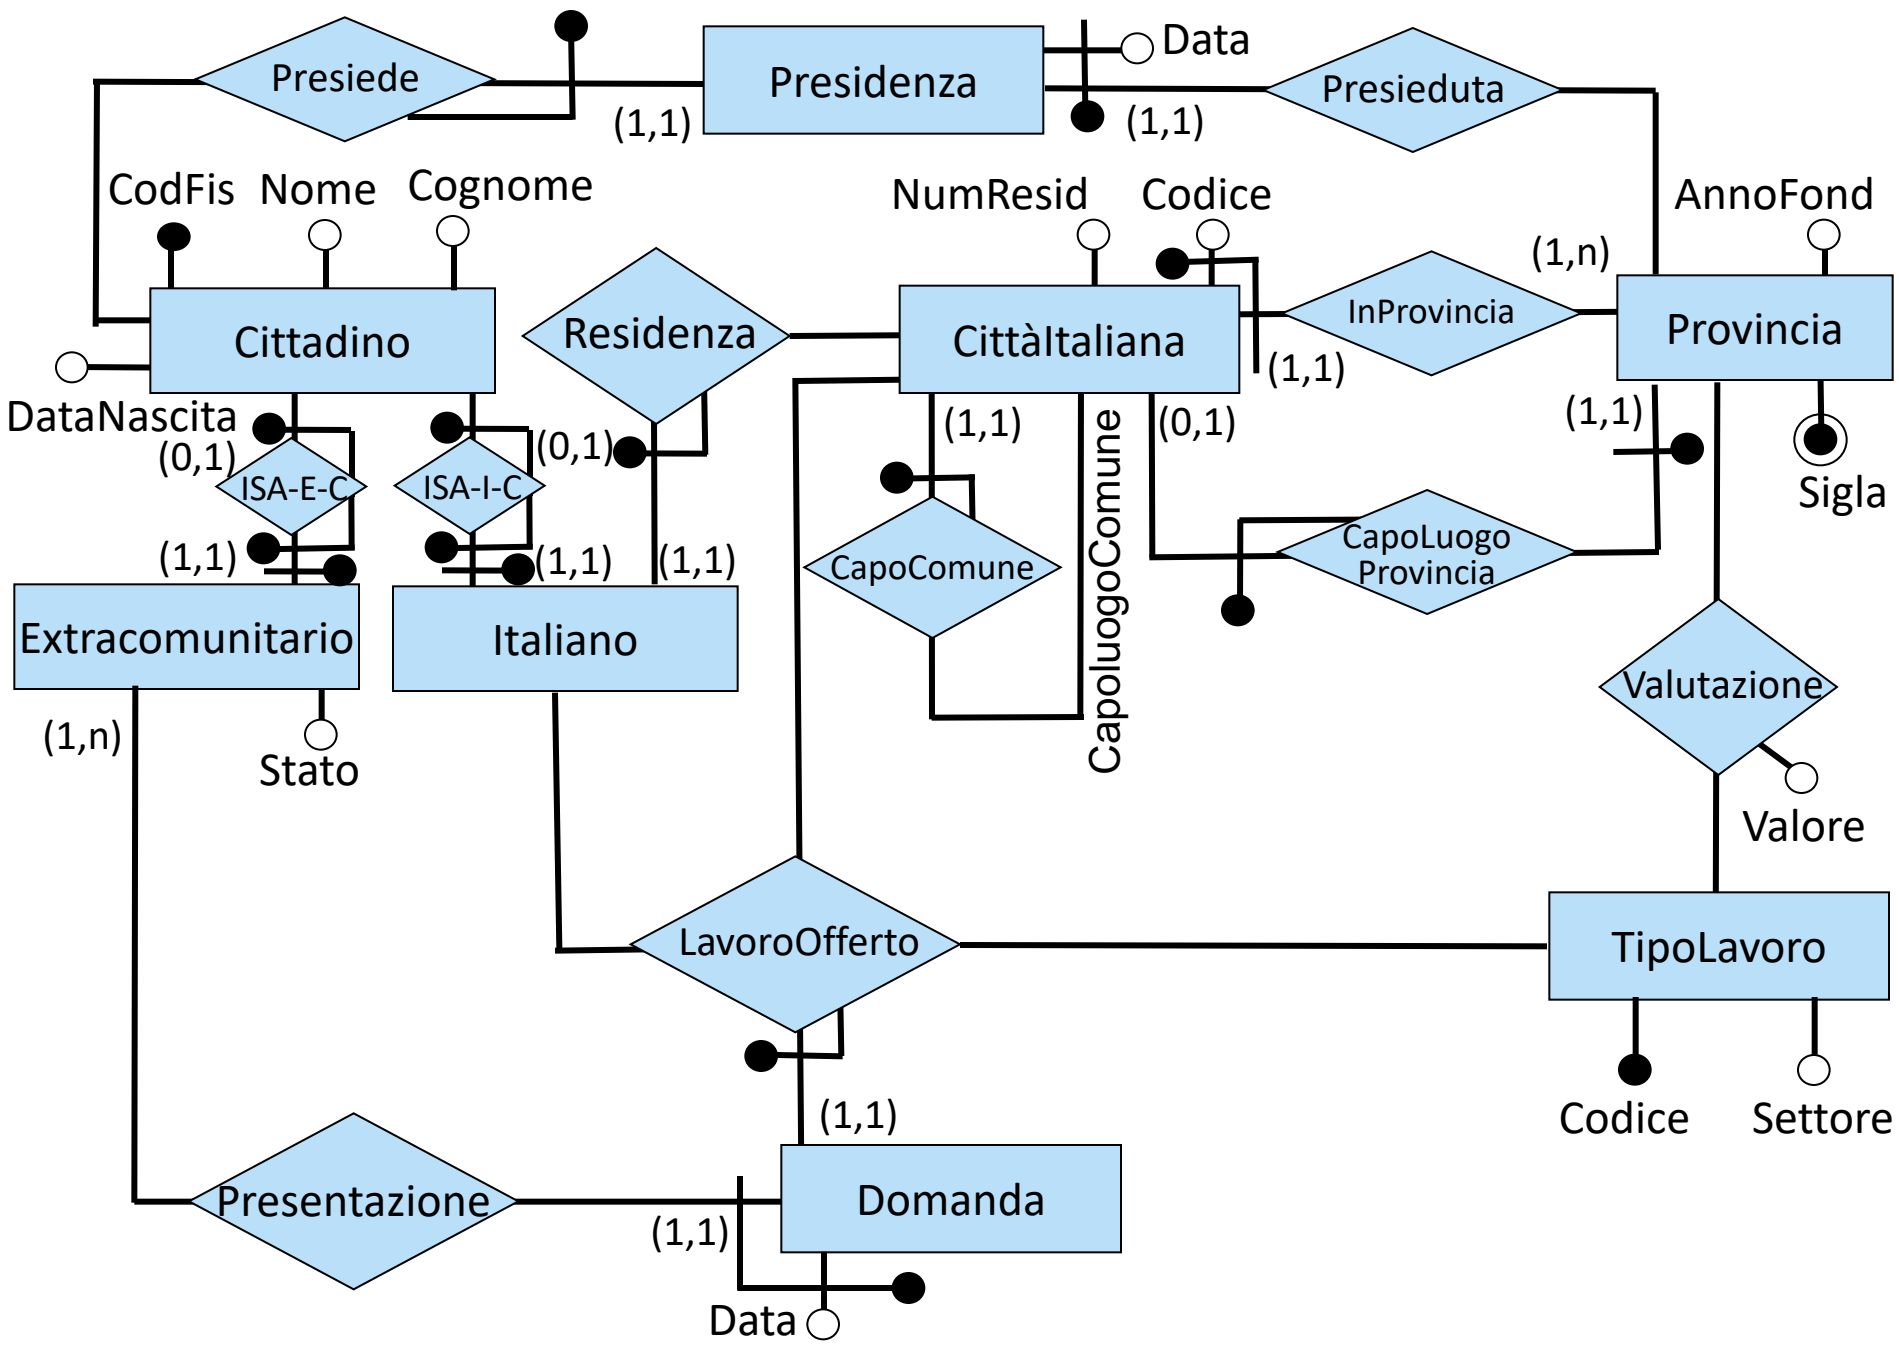 Presiede
Presidenza
Data
Presieduta
(1,1)
(1,1)
CodFis
Nome
Cognome
NumResid
Codice
AnnoFond
(1,n)
Cittadino
Residenza
CittàItaliana
InProvincia
Provincia
(1,1)
DataNascita
(0,1)
(0,1)
(1,1)
(0,1)
(1,1)
CapoluogoComune
ISA-E-C
ISA-I-C
Sigla
(1,1)
(1,1)
(1,1)
CapoComune
CapoLuogo
Provincia
Extracomunitario
Italiano
Valutazione
(1,n)
Stato
Valore
LavoroOfferto
TipoLavoro
(1,1)
Codice
Settore
Presentazione
Domanda
(1,1)
Data